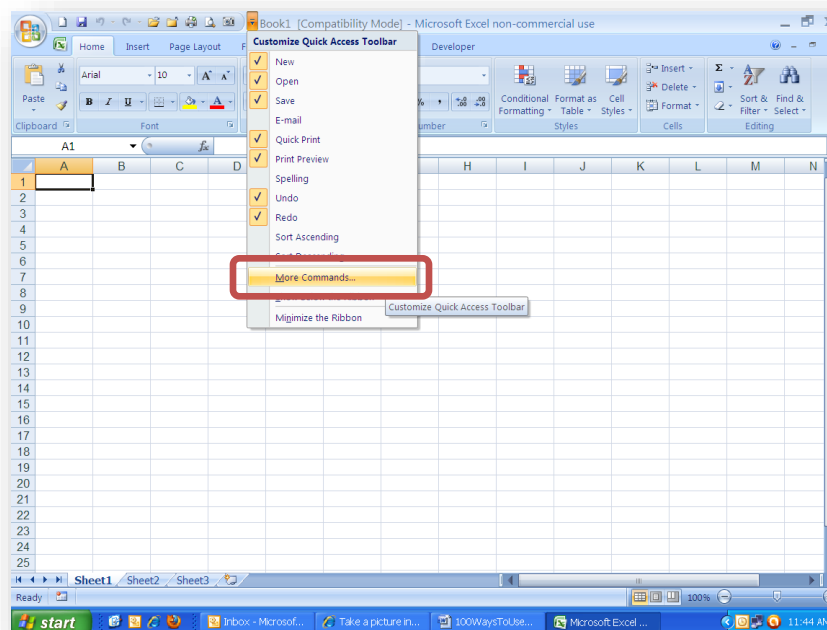 Book1 [Compatibility Mode] - Microsoft Excel non-commercial use
Home Insert Page Layout F Developer
Customize Quick Access Toolbar
New
Open
Save
E-mail
Quick Print
Print Preview
Spelling
Undo
Redo
Sort Ascending
Sort Descending
More Commands...
Minimize the Ribbon
Customize Quick Access Toolbar
Paste
Clipboard
Arial 10 A A
B I U A
Font
% , .00
umber
Conditional Formatting
Format as Table
Cell Styles
Styles
Insert
Delete
Format
Cells
Σ
Sort & Filter
Find & Select
Editing
A1 fx
A B C D H I J K L M N
1
2
3
4
5
6
7
8
9
10
11
12
13
14
15
16
17
18
19
20
21
22
23
24
25
Sheet1 Sheet2 Sheet3
Ready 100%
start Inbox - Microsof... Take a picture in... 100WaysToUse... Microsoft Excel ... 11:44 AM